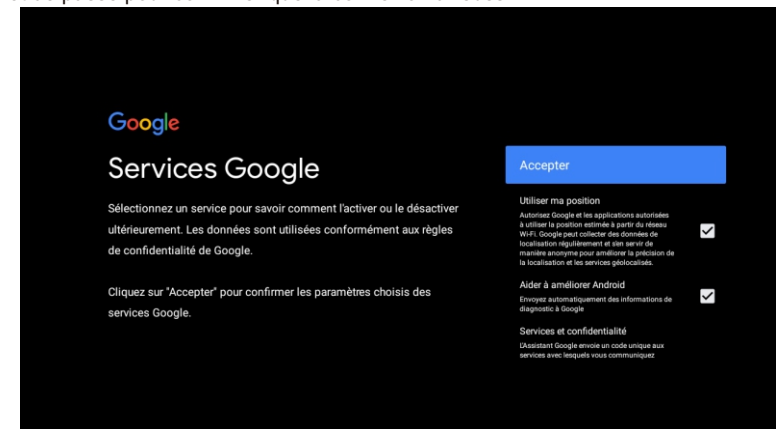 Google
Services Google
Sélectionnez un service pour savoir comment l'activer ou le désactiver
ultérieurement. Les données sont utilisées conformément aux règles
de confidentialité de Google.
Cliquez sur "Accepter" pour confirmer les paramètres choisis des
services Google.
Accepter
Utiliser ma position
Autorisez Google et les applications autorisées
à utiliser la position estimée à partir du réseau
Wi-Fi. Google peut collecter des données de
localisation régulièrement et s'en servir de
manière anonyme pour améliorer la précision de
la localisation et les services géolocalisés.
Aider à améliorer Android
Envoyez automatiquement des informations de
diagnostic à Google
Services et confidentialité
L'Assistant Google envoie un code unique aux
services avec lesquels vous communiquez